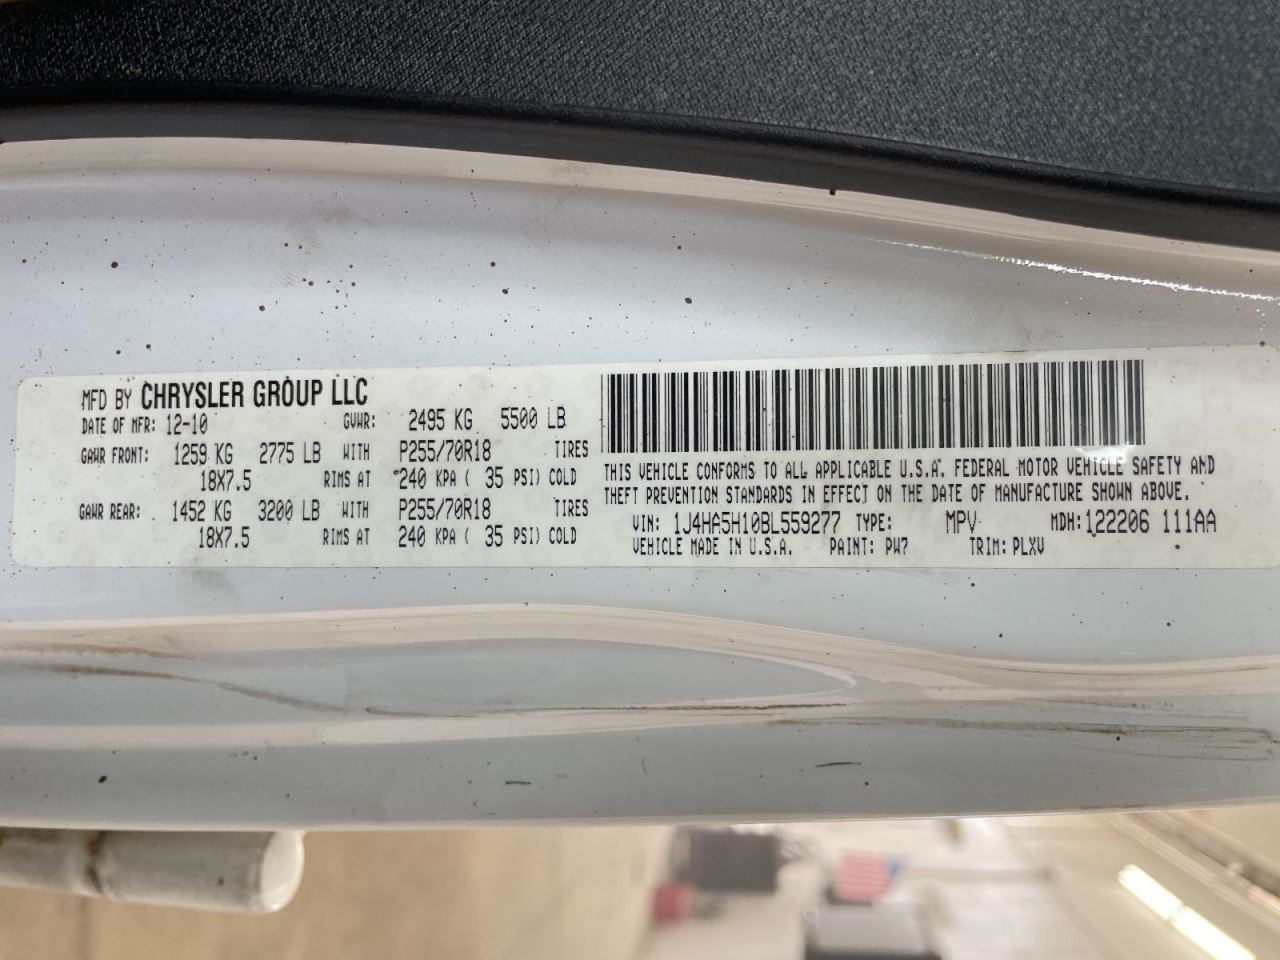 MFD BY CHRYSLER GROUP LLC
DATE OF MFR: 12-10 GVWR: 2495 KG 5500 LB
GAWR FRONT: 1259 KG 2775 LB WITH P255/70R18 TIRES
18X7.5 RIMS AT 240 KPA ( 35 PSI) COLD
GAWR REAR: 1452 KG 3200 LB WITH P255/70R18 TIRES
18X7.5 RIMS AT 240 KPA ( 35 PSI) COLD
THIS VEHICLE CONFORMS TO ALL APPLICABLE U.S.A. FEDERAL MOTOR VEHICLE SAFETY AND
THEFT PREVENTION STANDARDS IN EFFECT ON THE DATE OF MANUFACTURE SHOWN ABOVE.
VIN: 1J4HA5H10BL559277 TYPE: MPV MDH: 122206 111AA
VEHICLE MADE IN U.S.A. PAINT: PW7 TRIM: PLXV